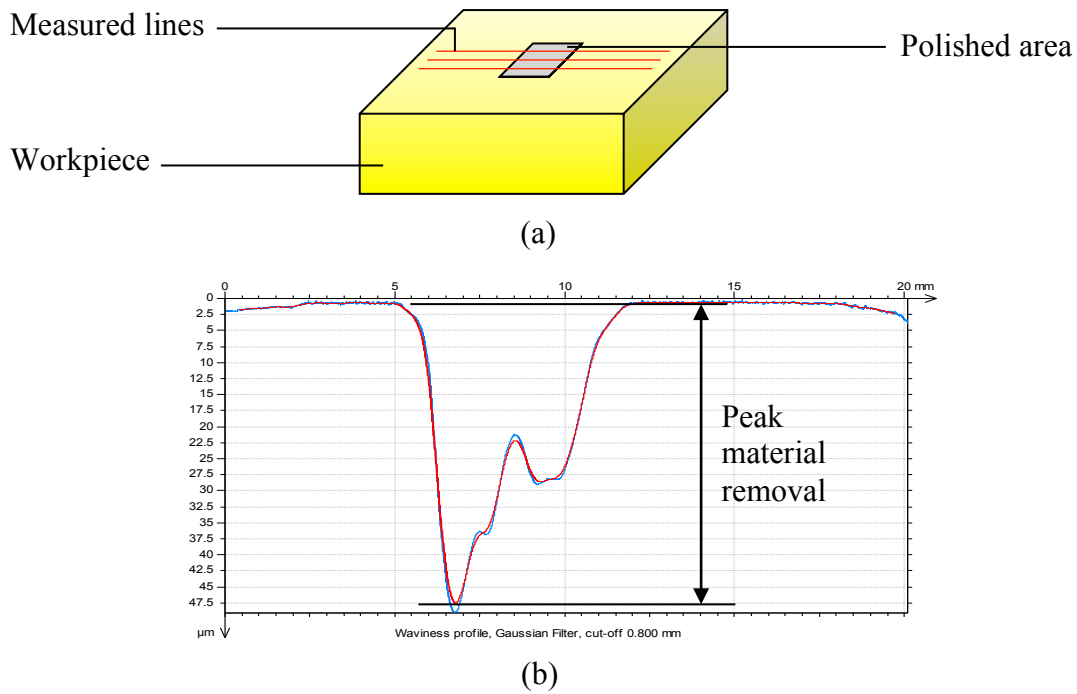 Measured lines
Polished area
Workpiece
(a)
0 5 10 15 20 mm
0
2.5
5
7.5
10
12.5
15
17.5
20
22.5
25
27.5
30
32.5
35
37.5
40
42.5
45
47.5
Peak
material
removal
µm
Waviness profile, Gaussian Filter, cut-off 0.800 mm
(b)